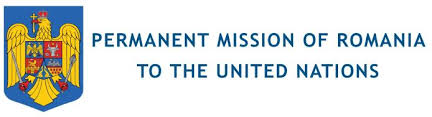 PERMANENT MISSION OF ROMANIA
TO THE UNITED NATIONS